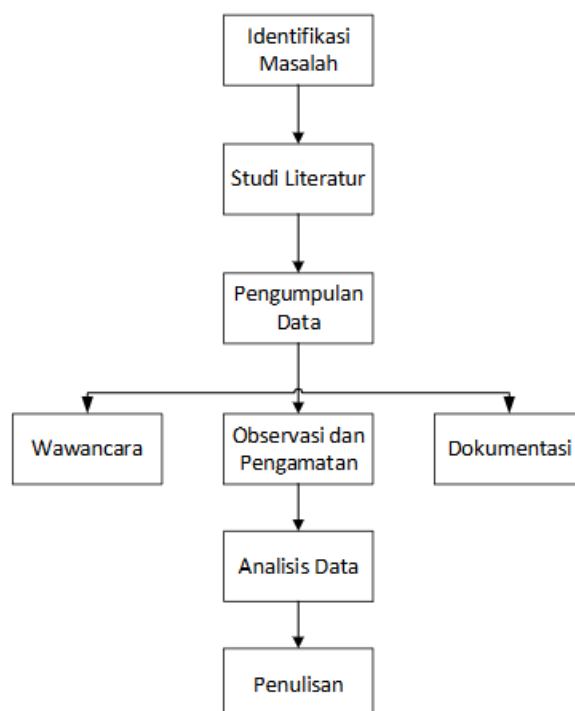 Identifikasi
Masalah
Studi Literatur
Pengumpulan
Data
Wawancara
Observasi dan
Pengamatan
Dokumentasi
Analisis Data
Penulisan